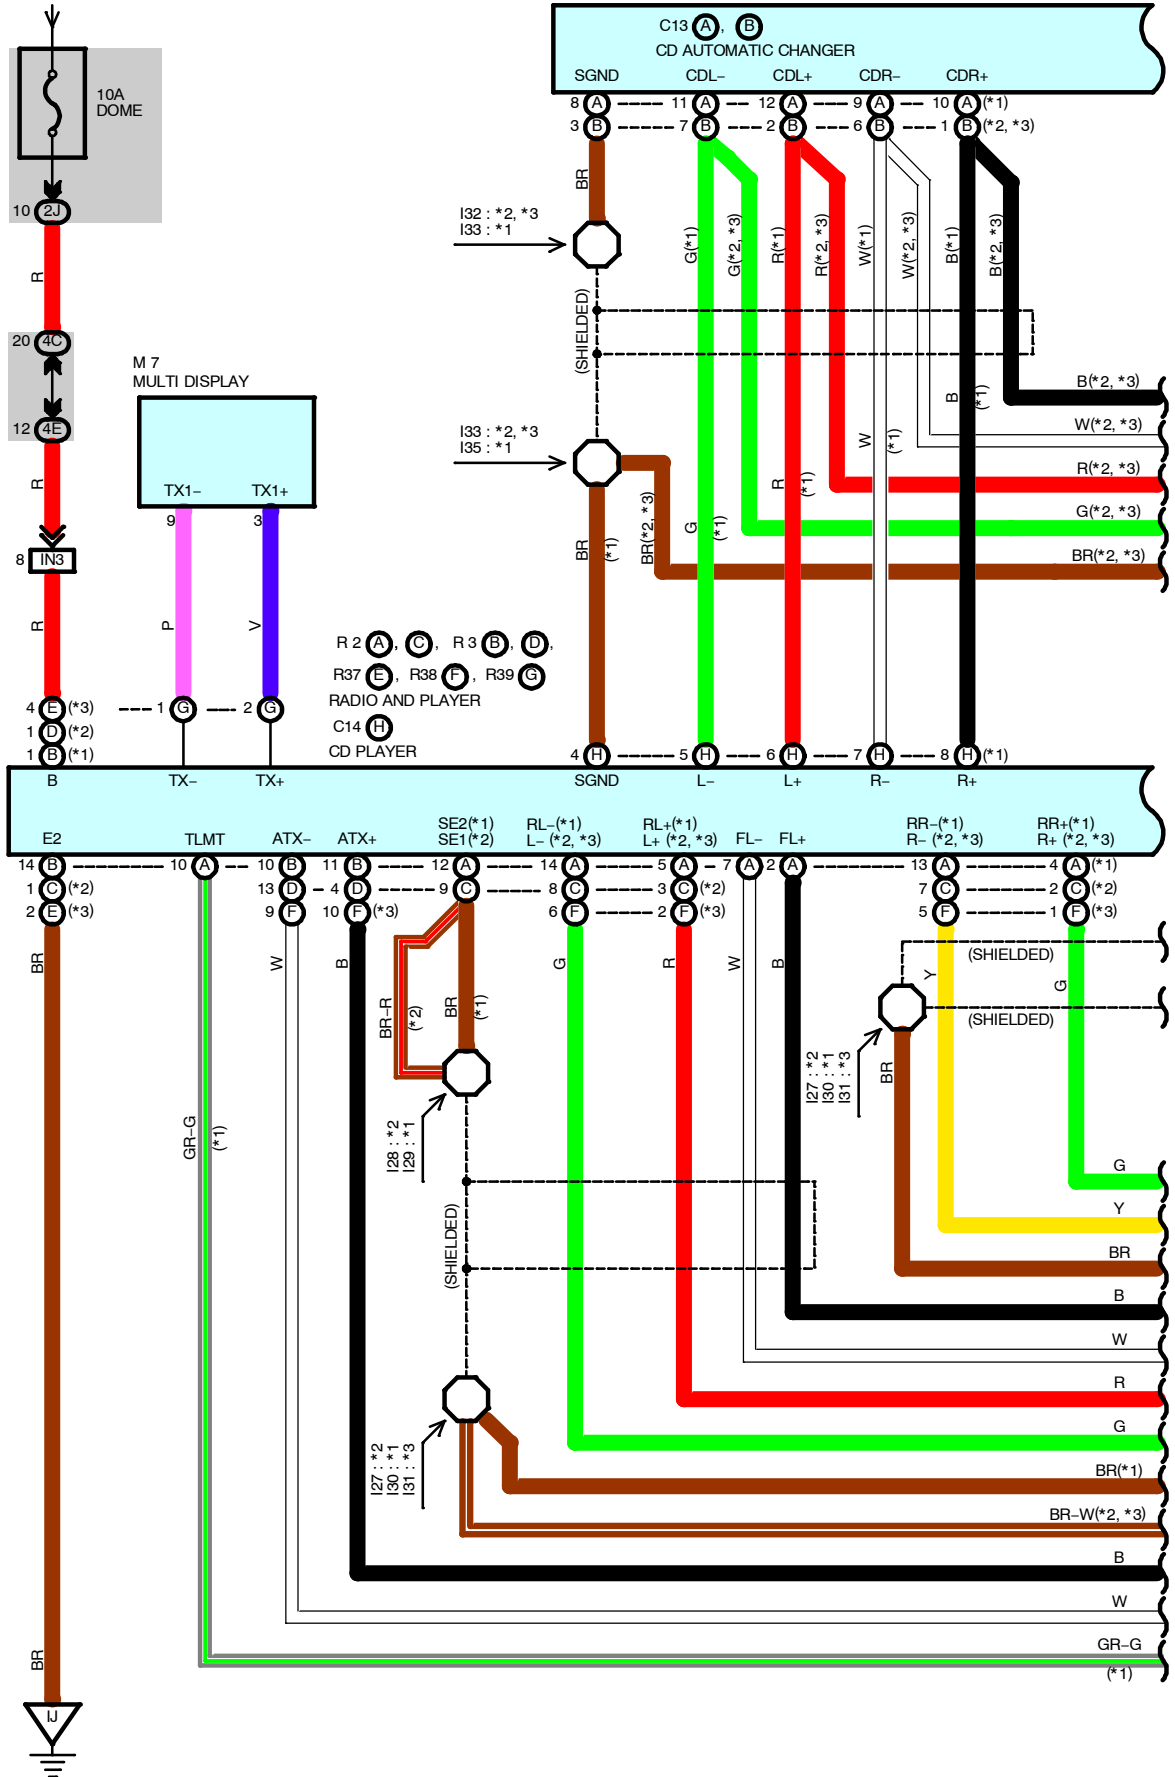 10A
DOME
10 2J
R
20 4C
12 4E
R
8 IN3
R
4 E (*3)
1 D (*2)
1 B (*1)
M 7
MULTI DISPLAY
TX1− TX1+
9 3
P V
1 G 2 G
C13 A, B
CD AUTOMATIC CHANGER
SGND CDL− CDL+ CDR− CDR+
8 A 11 A 12 A 9 A 10 A (*1)
3 B 7 B 2 B 6 B 1 B (*2, *3)
BR
I32 : *2, *3
I33 : *1
G(*1) G(*2, *3) R(*1) R(*2, *3) W(*1) W(*2, *3) B(*1) B(*2, *3)
(SHIELDED)
I33 : *2, *3
I35 : *1
B(*2, *3)
W(*2, *3)
R(*2, *3)
G(*2, *3)
BR(*2, *3)
BR (*1) BR(*2, *3) G (*1) R (*1) W (*1) B (*1)
R 2 A, C, R 3 B, D,
R37 E, R38 F, R39 G
RADIO AND PLAYER
C14 H
CD PLAYER
4 H 5 H 6 H 7 H 8 H (*1)
B TX− TX+ SGND L− L+ R− R+
SE2(*1) RL−(*1) RL+(*1) RR−(*1) RR+(*1)
E2 TLMT ATX− ATX+ SE1(*2) L− (*2, *3) L+ (*2, *3) FL− FL+ R− (*2, *3) R+ (*2, *3)
14 B 10 A 10 B 11 B 12 A 14 A 5 A 7 A 2 A 13 A 4 A (*1)
1 C (*2) 13 D 4 D 9 C 8 C 3 C (*2) 7 C 2 C (*2)
2 E (*3) 9 F 10 F (*3) 6 F 2 F (*3) 5 F 1 F (*3)
BR W B G R W B Y G
(SHIELDED)
(SHIELDED)
BR−R (*2) BR (*1)
I27 : *2
I30 : *1
I31 : *3
BR
GR−G (*1)
I28 : *2
I29 : *1
(SHIELDED)
G
Y
BR
B
W
R
G
I27 : *2
I30 : *1
I31 : *3
BR(*1)
BR−W(*2, *3)
B
W
GR−G
(*1)
BR
IJ